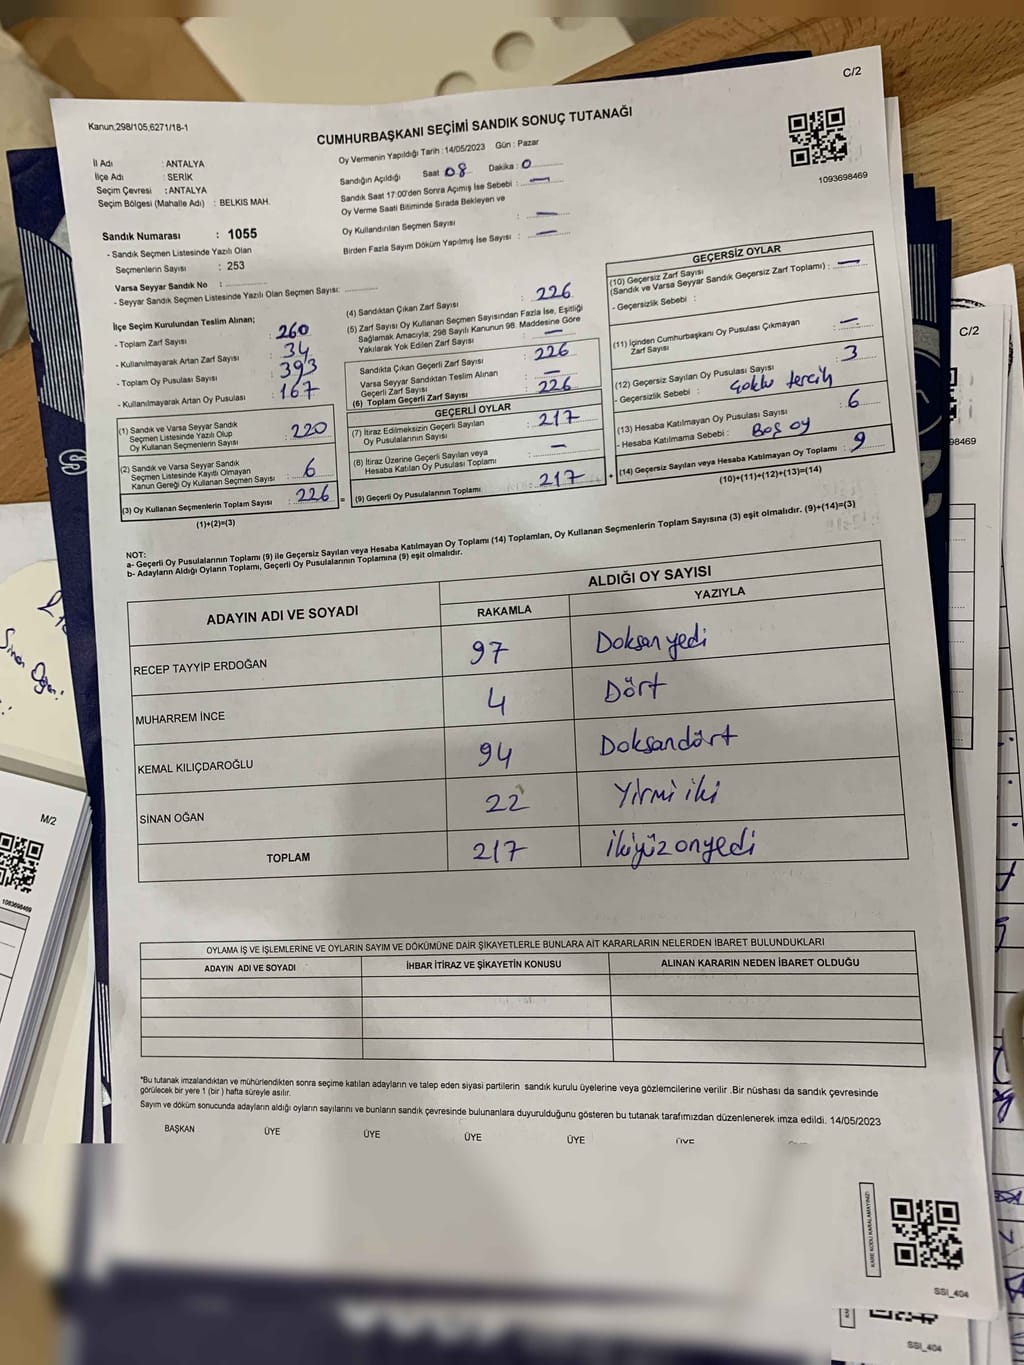 C/2
Kanun,298/105,6271/18-1
CUMHURBAŞKANI SEÇİMİ SANDIK SONUÇ TUTANAĞI
1093698469
İl Adı : ANTALYA
İlçe Adı : SERİK
Seçim Çevresi : ANTALYA
Seçim Bölgesi (Mahalle Adı) : BELKIS MAH.
Oy Vermenin Yapıldığı Tarih : 14/05/2023 Gün : Pazar
Sandığın Açıldığı Saat 08 Dakika : 0
Sandık Saat 17:00'den Sonra Açımış İse Sebebi : —
Oy Verme Saati Bitiminde Sırada Bekleyen ve
Oy Kullandırılan Seçmen Sayısı : —
Birden Fazla Sayım Döküm Yapılmış İse Sayısı : —
Sandık Numarası : 1055
- Sandık Seçmen Listesinde Yazılı Olan
Seçmenlerin Sayısı : 253
Varsa Seyyar Sandık No :
- Seyyar Sandık Seçmen Listesinde Yazılı Olan Seçmen Sayısı:
İlçe Seçim Kurulundan Teslim Alınan;
- Toplam Zarf Sayısı : 260
- Kullanılmayarak Artan Zarf Sayısı : 34
- Toplam Oy Pusulası Sayısı : 393
- Kullanılmayarak Artan Oy Pusulası : 167
(1) Sandık ve Varsa Seyyar Sandık
Seçmen Listesinde Yazılı Olup
Oy Kullanan Seçmenlerin Sayısı : 220
(2) Sandık ve Varsa Seyyar Sandık
Seçmen Listesinde Kayıtlı Olmayan
Kanun Gereği Oy Kullanan Seçmen Sayısı : 6
(3) Oy Kullanan Seçmenlerin Toplam Sayısı : 226 =
(1)+(2)=(3)
(4) Sandıktan Çıkan Zarf Sayısı : 226
(5) Zarf Sayısı Oy Kullanan Seçmen Sayısından Fazla İse, Eşitliği
Sağlamak Amacıyla; 298 Sayılı Kanunun 98. Maddesine Göre
Yakılarak Yok Edilen Zarf Sayısı : —
Sandıkta Çıkan Geçerli Zarf Sayısı : 226
Varsa Seyyar Sandıktan Teslim Alınan
Geçerli Zarf Sayısı : —
(6) Toplam Geçerli Zarf Sayısı : 226
GEÇERLİ OYLAR
(7) İtiraz Edilmeksizin Geçerli Sayılan
Oy Pusulalarının Sayısı : 217
(8) İtiraz Üzerine Geçerli Sayılan veya
Hesaba Katılan Oy Pusulası Toplamı : —
(9) Geçerli Oy Pusulalarının Toplamı : 217 +
GEÇERSİZ OYLAR
(10) Geçersiz Zarf Sayısı
(Sandık ve Varsa Seyyar Sandık Geçersiz Zarf Toplamı) : —
- Geçersizlik Sebebi :
(11) İçinden Cumhurbaşkanı Oy Pusulası Çıkmayan
Zarf Sayısı : —
(12) Geçersiz Sayılan Oy Pusulası Sayısı : 3
- Geçersizlik Sebebi : Çoklu tercih
(13) Hesaba Katılmayan Oy Pusulası Sayısı : 6
- Hesaba Katılmama Sebebi : Boş oy
(14) Geçersiz Sayılan veya Hesaba Katılmayan Oy Toplamı : 9
(10)+(11)+(12)+(13)=(14)
NOT:
a- Geçerli Oy Pusulalarının Toplamı (9) ile Geçersiz Sayılan veya Hesaba Katılmayan Oy Toplamı (14) Toplamları, Oy Kullanan Seçmenlerin Toplam Sayısına (3) eşit olmalıdır. (9)+(14)=(3)
b- Adayların Aldığı Oyların Toplamı, Geçerli Oy Pusulalarının Toplamına (9) eşit olmalıdır.
ADAYIN ADI VE SOYADI ALDIĞI OY SAYISI
RAKAMLA YAZIYLA
RECEP TAYYİP ERDOĞAN 97 Doksan yedi
MUHARREM İNCE 4 Dört
KEMAL KILIÇDAROĞLU 94 Doksandört
SİNAN OĞAN 22 Yirmi iki
TOPLAM 217 ikiyüz onyedi
OYLAMA İŞ VE İŞLEMLERİNE VE OYLARIN SAYIM VE DÖKÜMÜNE DAİR ŞİKAYETLERLE BUNLARA AİT KARARLARIN NELERDEN İBARET BULUNDUKLARI
ADAYIN ADI VE SOYADI İHBAR İTİRAZ VE ŞİKAYETİN KONUSU ALINAN KARARIN NEDEN İBARET OLDUĞU
*Bu tutanak imzalandıktan ve mühürlendikten sonra seçime katılan adayların ve talep eden siyasi partilerin sandık kurulu üyelerine veya gözlemcilerine verilir .Bir nüshası da sandık çevresinde
görülecek bir yere 1 (bir ) hafta süreyle asılır.
Sayım ve döküm sonucunda adayların aldığı oyların sayılarını ve bunların sandık çevresinde bulunanlara duyurulduğunu gösteren bu tutanak tarafımızdan düzenlenerek imza edildi. 14/05/2023
BAŞKAN ÜYE ÜYE ÜYE ÜYE ÜYE
KARE KODU KARALAMAYINIZ!
SSI_404
SSI_404
C/2
98469
M/2
1093698469
Sinan Oğan: